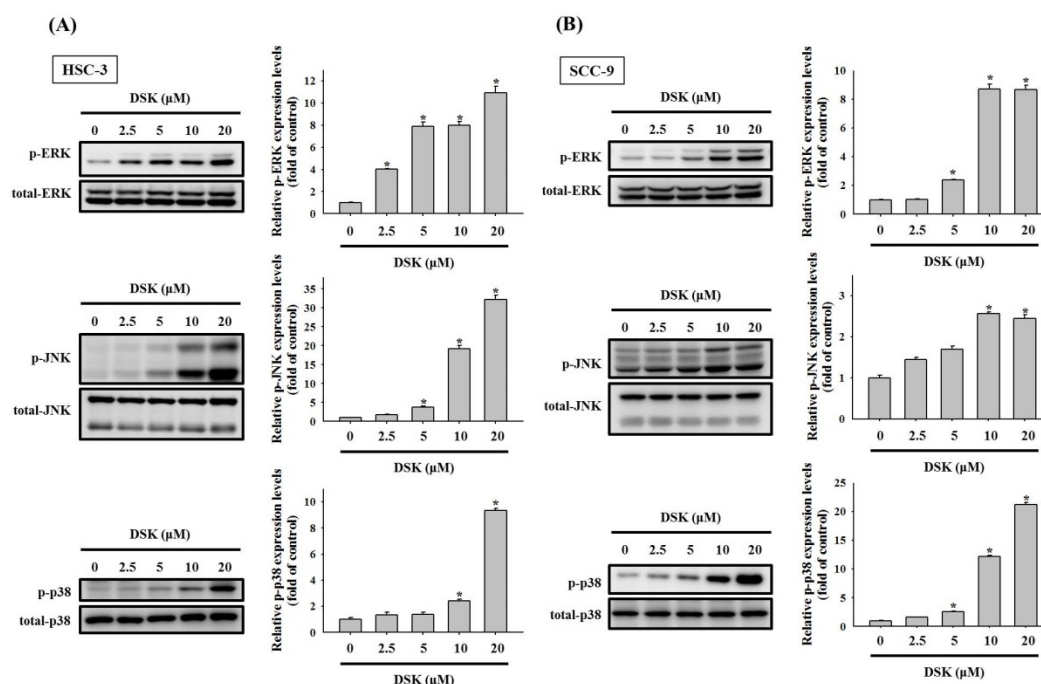 (A)
HSC-3
DSK (µM)
0 2.5 5 10 20
p-ERK
total-ERK
Relative p-ERK expression levels
(fold of control)
12
10
8
6
4
2
0
* * * *
0 2.5 5 10 20
DSK (µM)
DSK (µM)
0 2.5 5 10 20
p-JNK
total-JNK
Relative p-JNK expression levels
(fold of control)
35
30
25
20
15
10
5
0
* * *
0 2.5 5 10 20
DSK (µM)
DSK (µM)
0 2.5 5 10 20
p-p38
total-p38
Relative p-p38 expression levels
(fold of control)
10
8
6
4
2
0
* *
0 2.5 5 10 20
DSK (µM)
(B)
SCC-9
DSK (µM)
0 2.5 5 10 20
p-ERK
total-ERK
Relative p-ERK expression levels
(fold of control)
10
8
6
4
2
0
* * *
0 2.5 5 10 20
DSK (µM)
DSK (µM)
0 2.5 5 10 20
p-JNK
total-JNK
Relative p-JNK expression levels
(fold of control)
3
2
1
0
* *
0 2.5 5 10 20
DSK (µM)
DSK (µM)
0 2.5 5 10 20
p-p38
total-p38
Relative p-p38 expression levels
(fold of control)
25
20
15
10
5
0
* * *
0 2.5 5 10 20
DSK (µM)